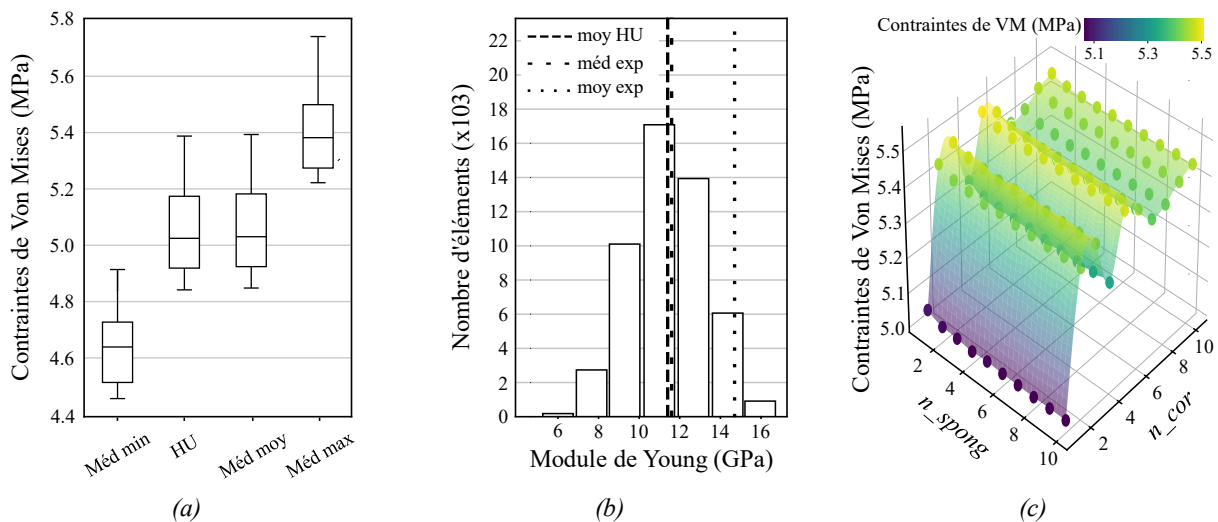 Contraintes de Von Mises (MPa)
5.8
5.6
5.4
5.2
5.0
4.8
4.6
4.4
Méd min
HU
Méd moy
Méd max
(a)
Nombre d'éléments (x103)
22
20
18
16
14
12
10
8
6
4
2
0
moy HU
méd exp
moy exp
6 8 10 12 14 16
Module de Young (GPa)
(b)
Contraintes de VM (MPa)
5.1 5.3 5.5
Contraintes de Von Mises (MPa)
5.5
5.4
5.3
5.2
5.1
5.0
2
4
6
8
10
n_spong
2
4
6
8
10
n_cor
(c)